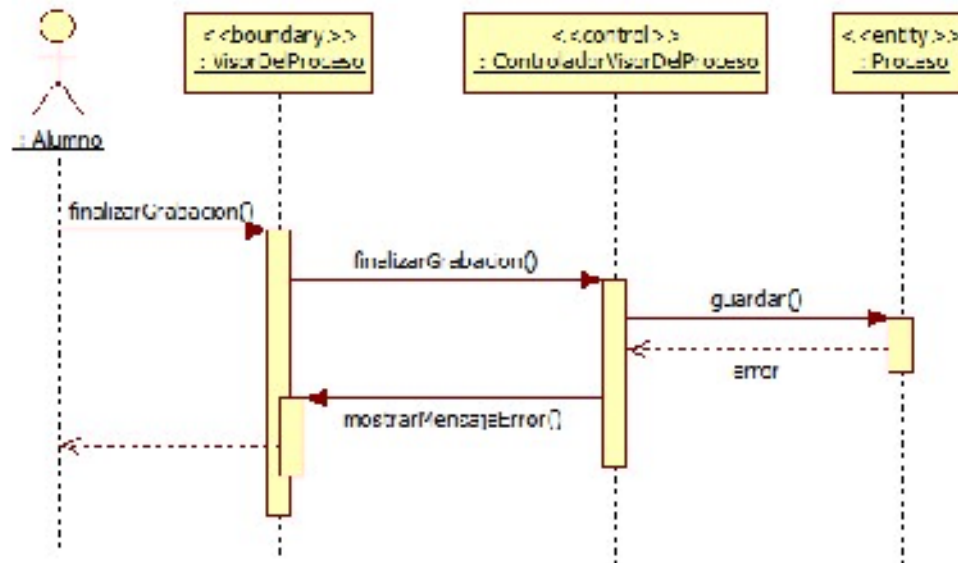 <<boundary>>
: VisorDelProceso
<<control>>
: ControladorVisorDelProceso
<<entity>>
: Proceso
: Alumno
finalizarGrabacion()
finalizarGrabacion()
guardar()
error
mostrarMensajeError()